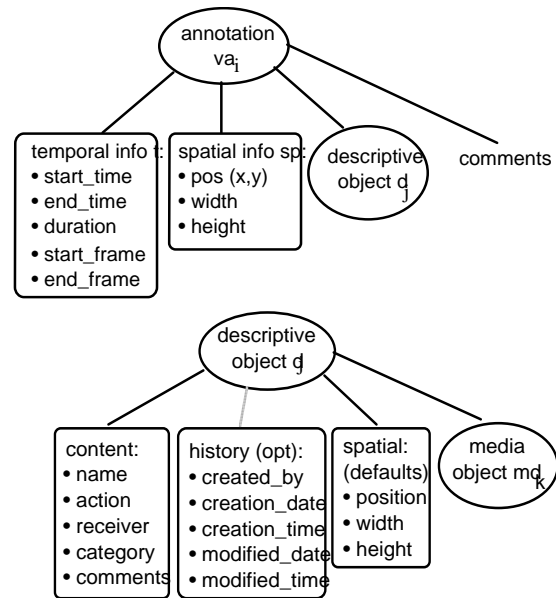 annotation
va i
temporal info t:
• start_time
• end_time
• duration
• start_frame
• end_frame
spatial info sp:
• pos (x,y)
• width
• height
descriptive
object d j
comments
descriptive
object d j
content:
• name
• action
• receiver
• category
• comments
history (opt):
• created_by
• creation_date
• creation_time
• modified_date
• modified_time
spatial:
(defaults)
• position
• width
• height
media
object md k